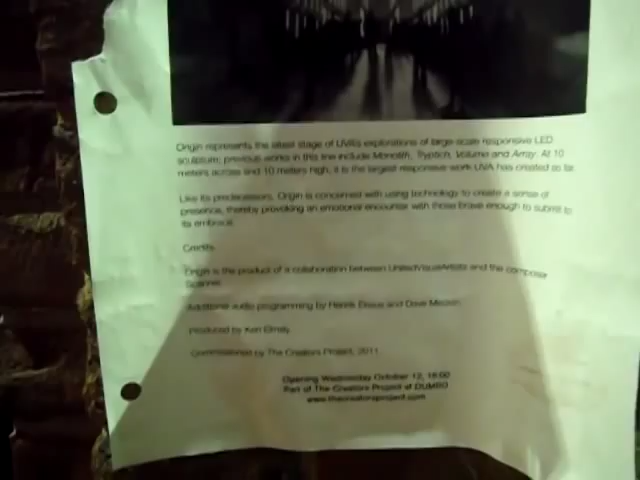 Origin represents the latest stage of UVA's explorations of large-scale responsive LED
sculpture; previous works in this line include Monolith, Tryptich, Volume and Array. At 10
meters across and 10 meters high, it is the largest responsive work UVA has created so far.
Like its predecessors, Origin is concerned with using technology to create a sense of
presence, thereby provoking an emotional encounter with those brave enough to submit to
its embrace.
Credits
Origin is the product of a collaboration between UnitedVisualArtists and the composer
Scanner.
Additional audio programming by Henrik and Dave
Produced by Keri Elmsly
Commissioned by The Creators Project, 2011
Opening Wednesday October 12, 18:00
Part of The Creators Project @ DUMBO
www.thecreatorsproject.com